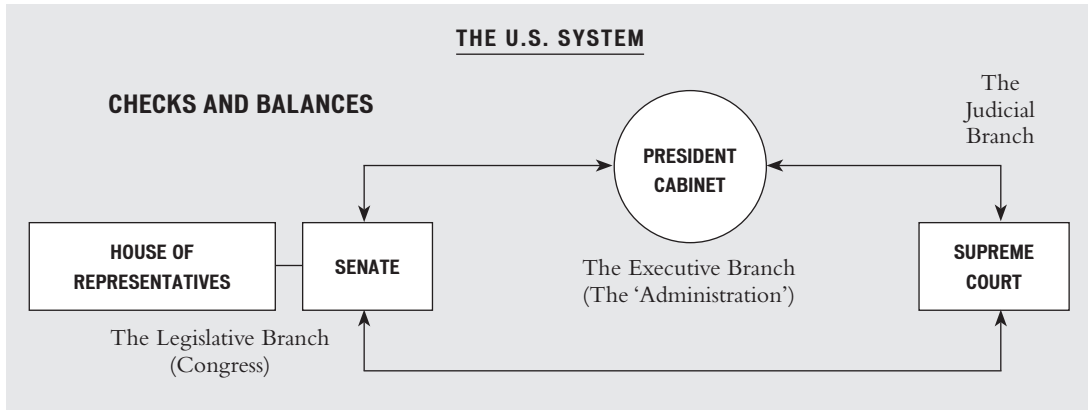 THE U.S. SYSTEM
CHECKS AND BALANCES
The
Judicial
Branch
PRESIDENT
CABINET
HOUSE OF
REPRESENTATIVES
SENATE
SUPREME
COURT
The Executive Branch
(The ‘Administration’)
The Legislative Branch
(Congress)